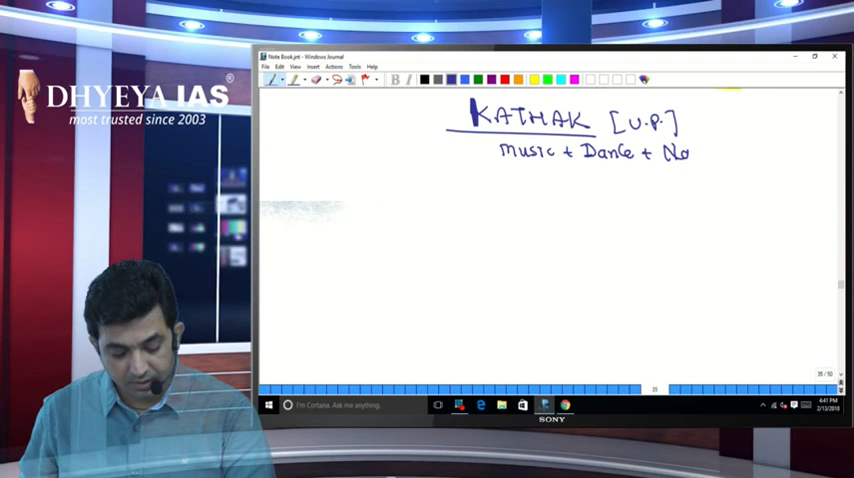 DHYEYA IAS®
most trusted since 2003
Note Book.jnt - Windows Journal
File Edit View Insert Actions Tools Help
B I
KATHAK [U.P.]
Music + Dance + No
35 / 50
35
I'm Cortana. Ask me anything.
4:41 PM
2/13/2018
SONY